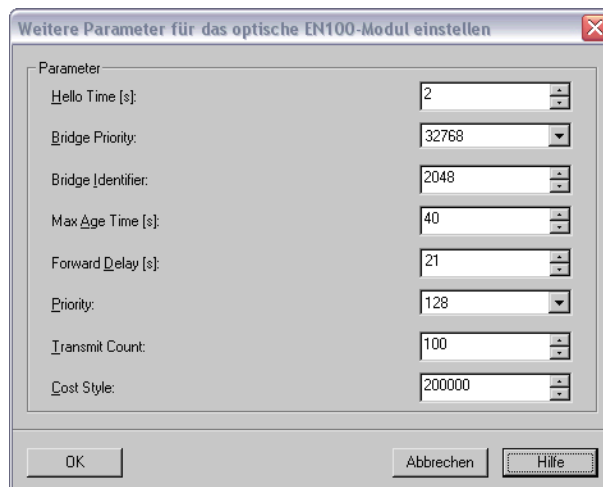 Weitere Parameter für das optische EN100-Modul einstellen
Parameter
Hello Time [s]: 2
Bridge Priority: 32768
Bridge Identifier: 2048
Max Age Time [s]: 40
Forward Delay [s]: 21
Priority: 128
Transmit Count: 100
Cost Style: 200000
OK Abbrechen Hilfe